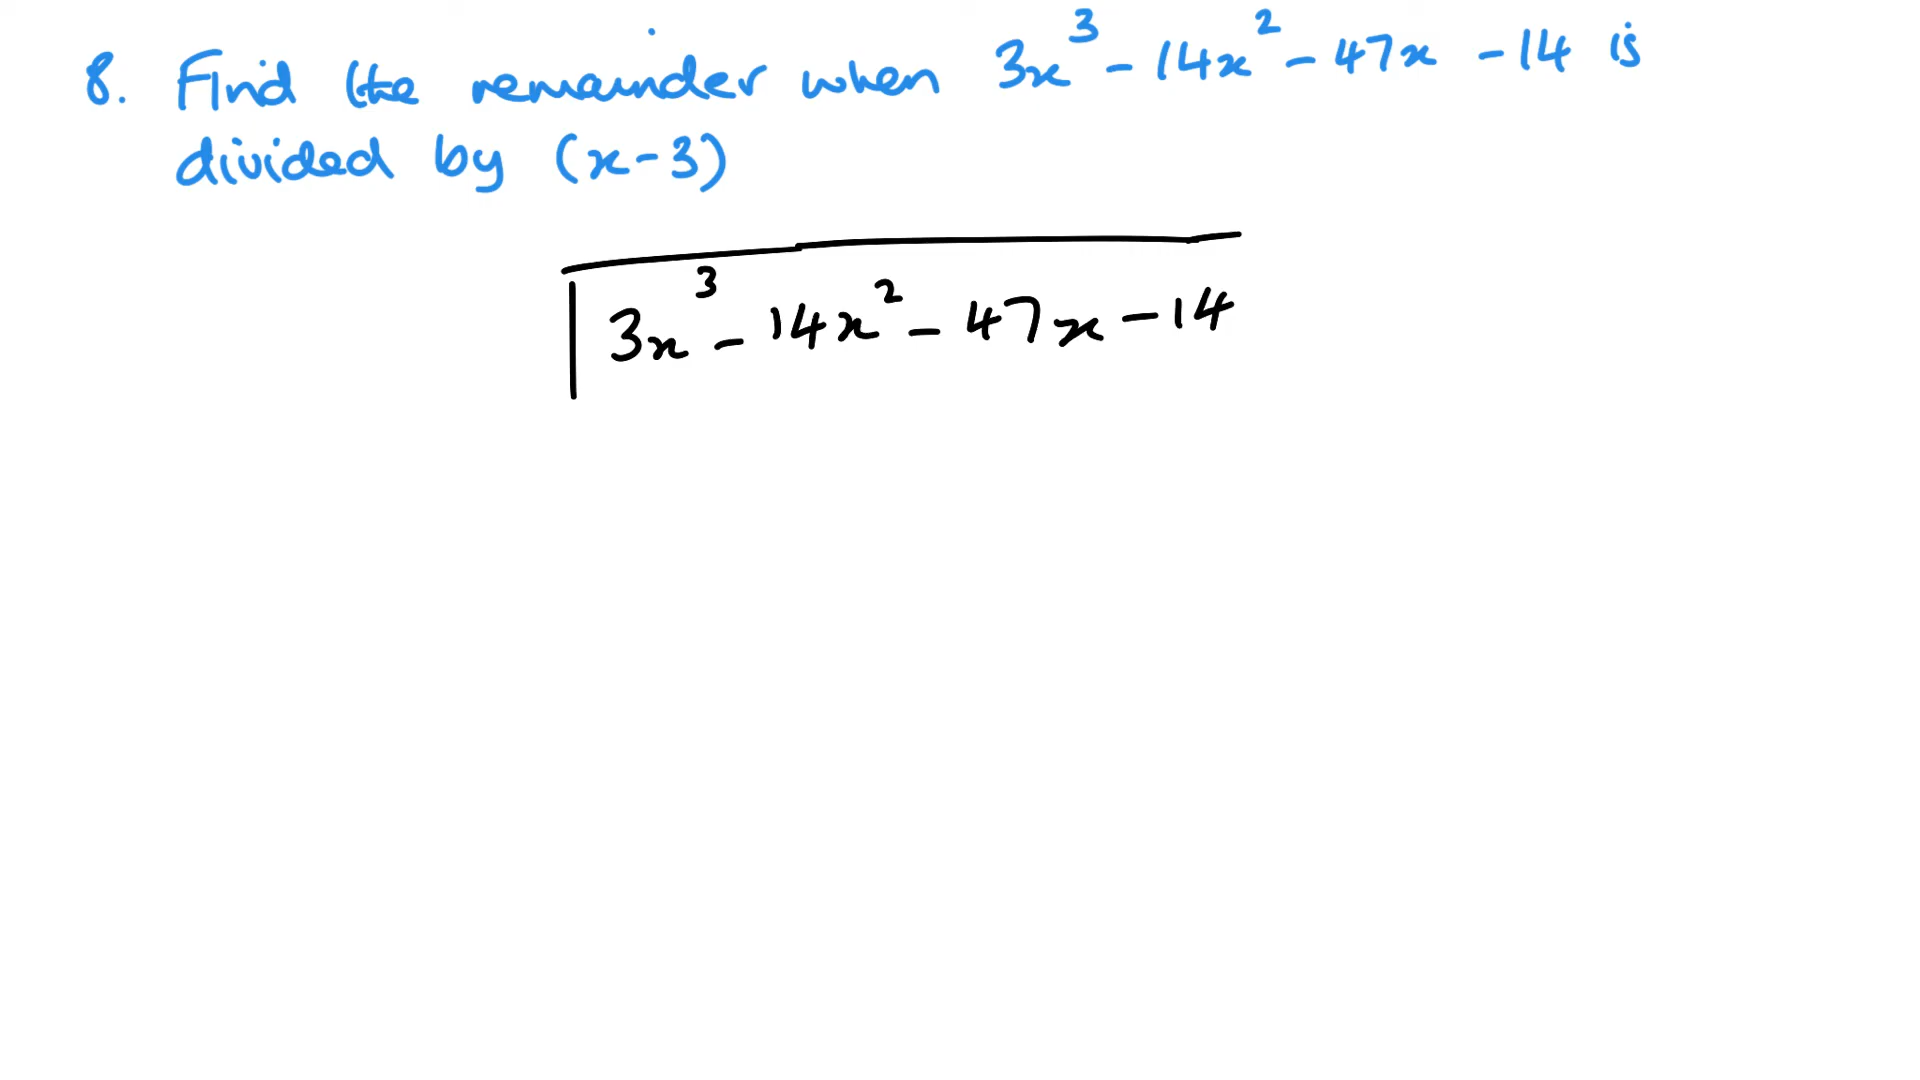 8. Find the remainder when 3x³ - 14x² - 47x - 14 is
divided by (x-3)
3x³ - 14x² - 47x - 14